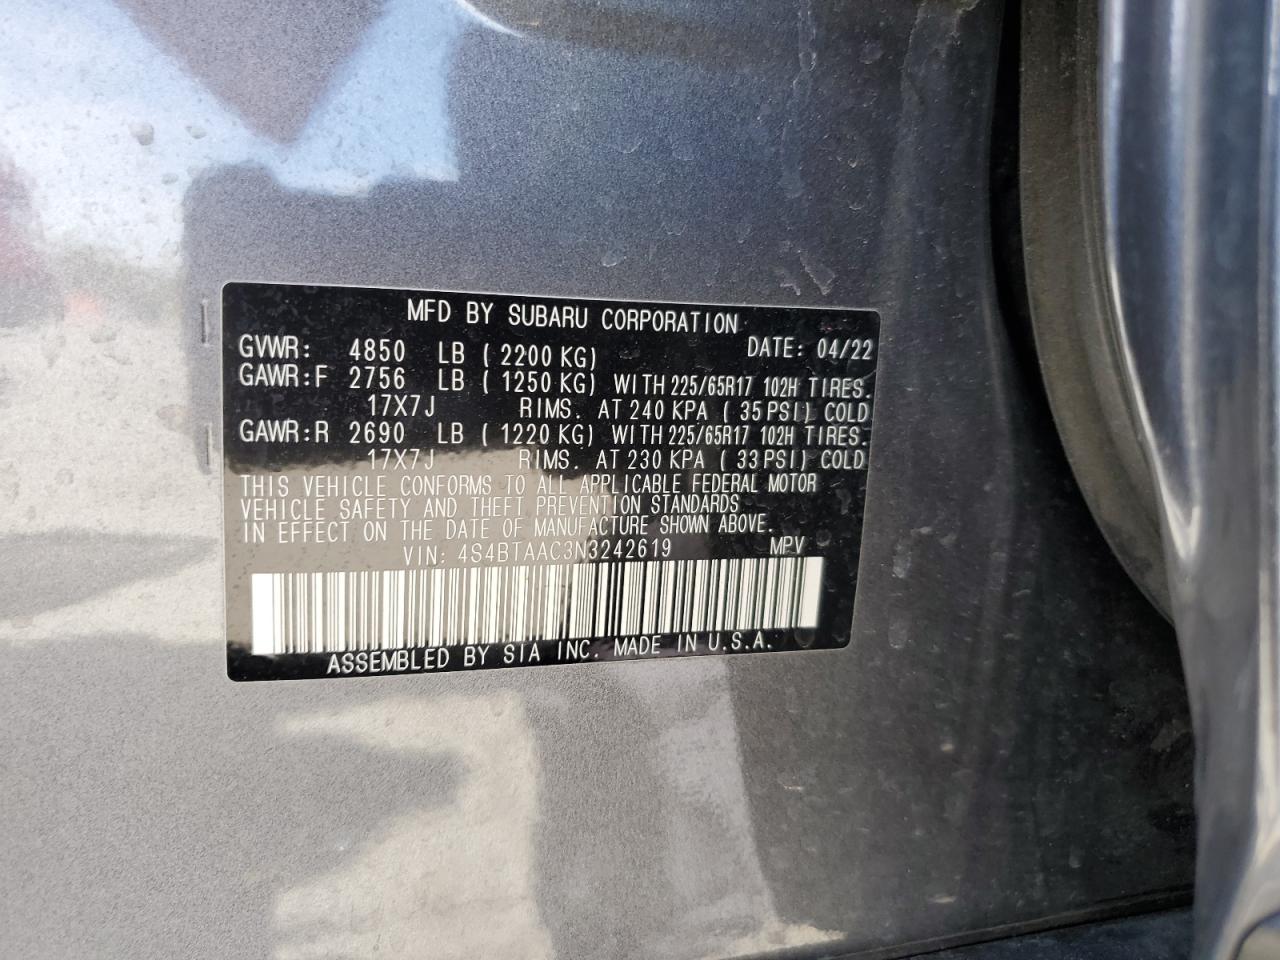 MFD BY SUBARU CORPORATION
GVWR: 4850 LB ( 2200 KG) DATE: 04/22
GAWR:F 2756 LB ( 1250 KG) WITH 225/65R17 102H TIRES.
17X7J RIMS. AT 240 KPA ( 35 PSI) COLD
GAWR:R 2690 LB ( 1220 KG) WITH 225/65R17 102H TIRES.
17X7J RIMS. AT 230 KPA ( 33 PSI) COLD
THIS VEHICLE CONFORMS TO ALL APPLICABLE FEDERAL MOTOR
VEHICLE SAFETY AND THEFT PREVENTION STANDARDS
IN EFFECT ON THE DATE OF MANUFACTURE SHOWN ABOVE.
VIN: 4S4BTAAC3N3242619 MPV
ASSEMBLED BY SIA INC. MADE IN U.S.A.